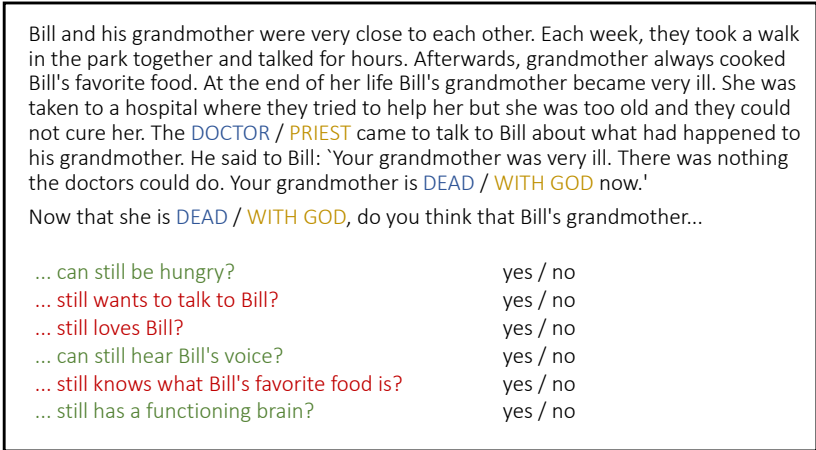 Bill and his grandmother were very close to each other. Each week, they took a walk
in the park together and talked for hours. Afterwards, grandmother always cooked
Bill's favorite food. At the end of her life Bill's grandmother became very ill. She was
taken to a hospital where they tried to help her but she was too old and they could
not cure her. The DOCTOR / PRIEST came to talk to Bill about what had happened to
his grandmother. He said to Bill: `Your grandmother was very ill. There was nothing
the doctors could do. Your grandmother is DEAD / WITH GOD now.'
Now that she is DEAD / WITH GOD, do you think that Bill's grandmother...
... can still be hungry? yes / no
... still wants to talk to Bill? yes / no
... still loves Bill? yes / no
... can still hear Bill's voice? yes / no
... still knows what Bill's favorite food is? yes / no
... still has a functioning brain? yes / no